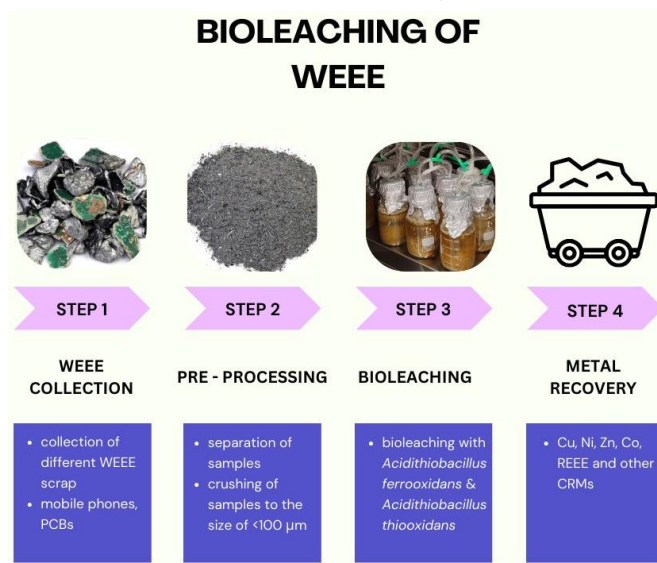 BIOLEACHING OF
WEEE
STEP 1
STEP 2
STEP 3
STEP 4
WEEE
COLLECTION
PRE - PROCESSING
BIOLEACHING
METAL
RECOVERY
• collection of
different WEEE
scrap
• mobile phones,
PCBs
• separation of
samples
• crushing of
samples to the
size of <100 µm
• bioleaching with
Acidithiobacillus
ferrooxidans &
Acidithiobacillus
thiooxidans
• Cu, Ni, Zn, Co,
REEE and other
CRMs